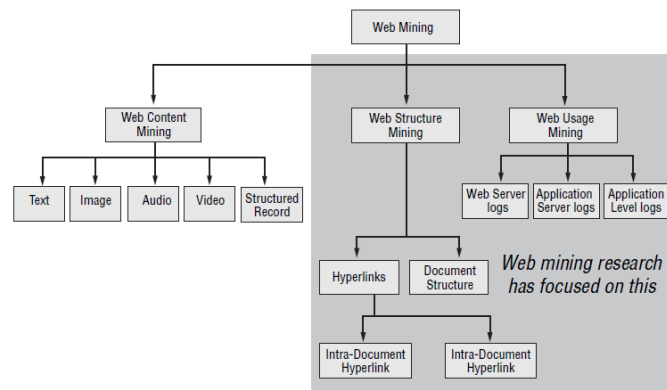 Web Mining
Web Content
Mining
Web Structure
Mining
Web Usage
Mining
Text
Image
Audio
Video
Structured
Record
Web Server
logs
Application
Server logs
Application
Level logs
Hyperlinks
Document
Structure
Web mining research
has focused on this
Intra-Document
Hyperlink
Intra-Document
Hyperlink